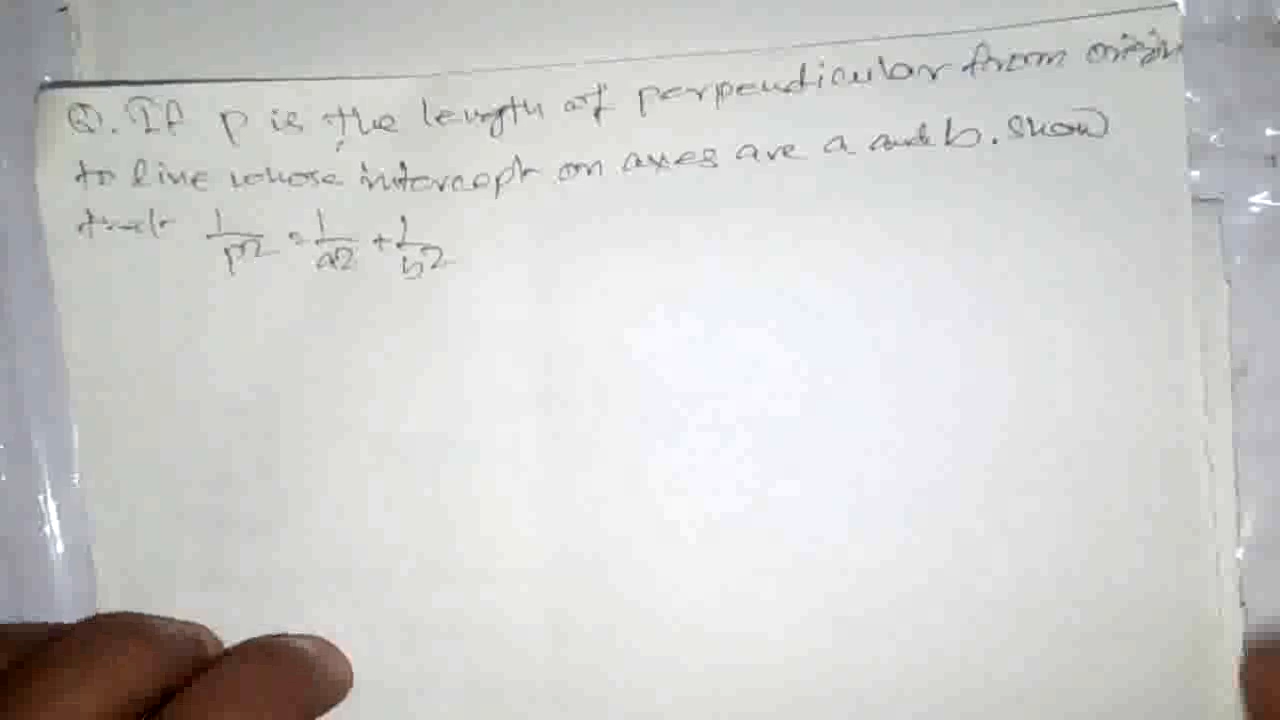 Q. If p is the length of perpendicular from origin
to line whose intercept on axes are a and b. show
that 1/p2 = 1/a2 + 1/b2